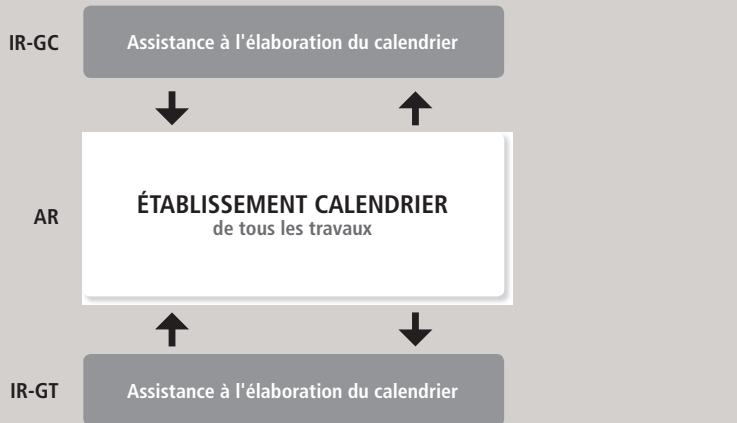 IR-GC
Assistance à l'élaboration du calendrier
AR
ÉTABLISSEMENT CALENDRIER
de tous les travaux
IR-GT
Assistance à l'élaboration du calendrier